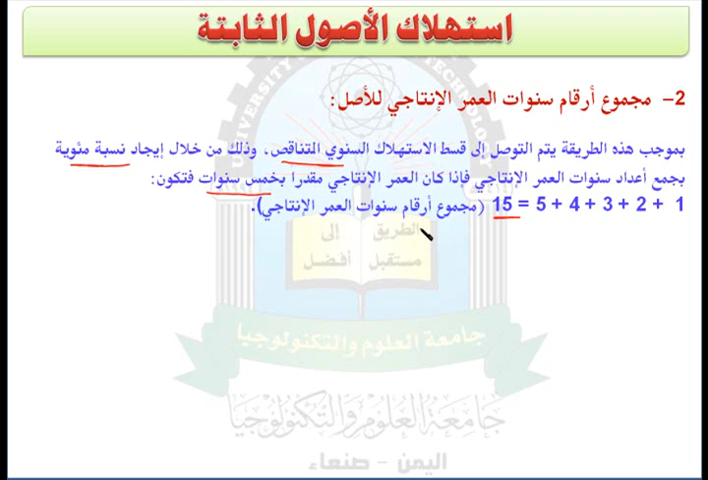 استهلاك الأصول الثابتة
2- مجموع أرقام سنوات العمر الإنتاجي للأصل:
بموجب هذه الطريقة يتم التوصل إلى قسط الاستهلاك السنوي المتناقص، وذلك من خلال إيجاد نسبة مئوية
بجمع أعداد سنوات العمر الإنتاجي فإذا كان العمر الإنتاجي مقدرا بخمس سنوات فتكون:
1 + 2 + 3 + 4 + 5 = 15 (مجموع أرقام سنوات العمر الإنتاجي).
الطريق إلى
مستقبل أفضل
جامعة العلوم والتكنولوجيا
جامعة العلوم والتكنولوجيا
اليمن - صنعاء